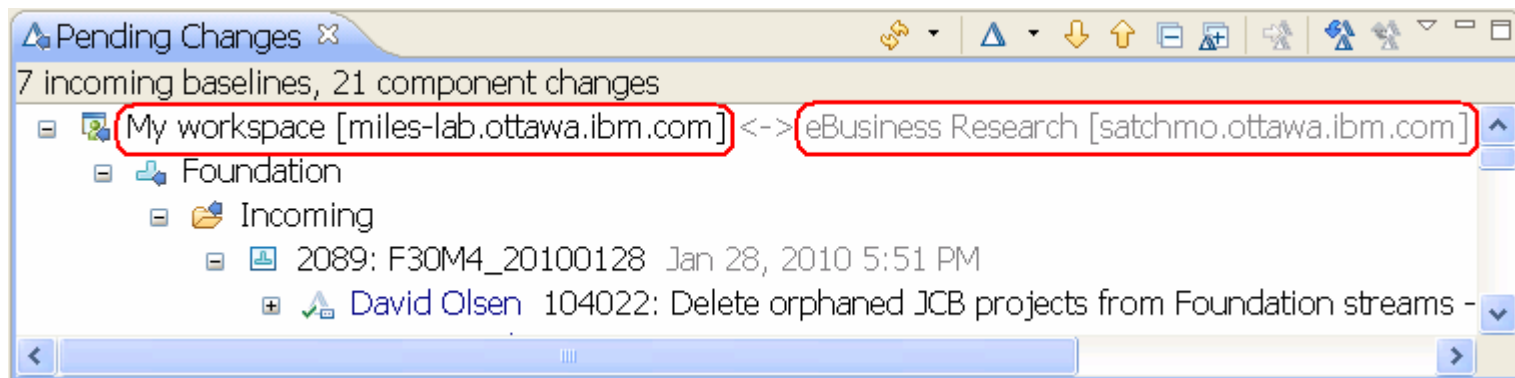 Pending Changes
7 incoming baselines, 21 component changes
My workspace [miles-lab.ottawa.ibm.com] <-> eBusiness Research [satchmo.ottawa.ibm.com]
Foundation
Incoming
2089: F30M4_20100128 Jan 28, 2010 5:51 PM
David Olsen 104022: Delete orphaned JCB projects from Foundation streams -